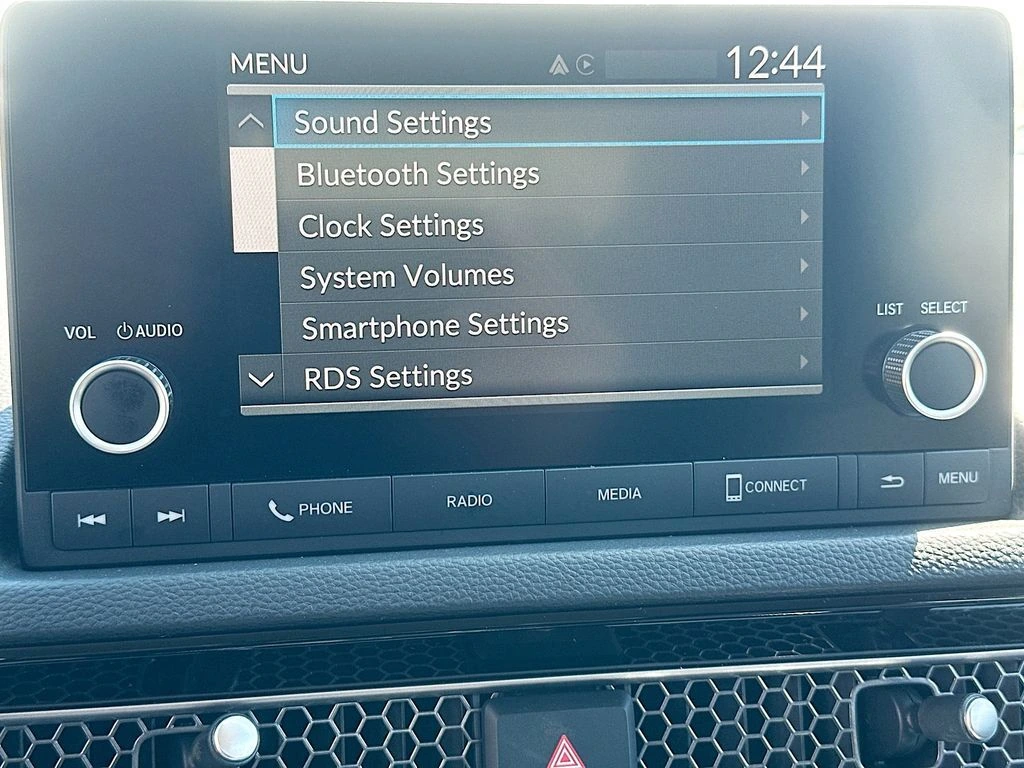 MENU 12:44
Sound Settings
Bluetooth Settings
Clock Settings
System Volumes
Smartphone Settings
RDS Settings
VOL AUDIO
LIST SELECT
PHONE RADIO MEDIA CONNECT MENU